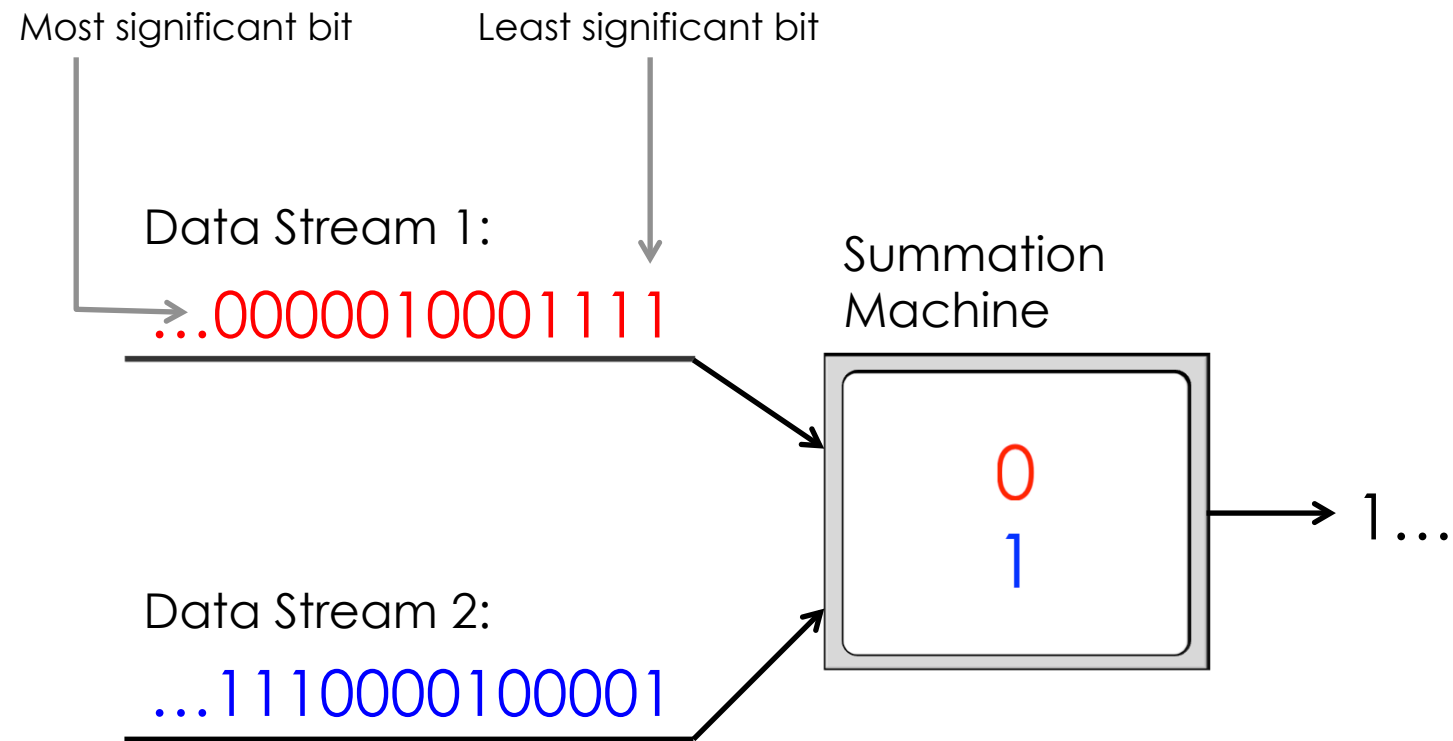 Most significant bit
Least significant bit
Data Stream 1:
…0000010001111
Summation
Machine
0
1
1…
Data Stream 2:
…1110000100001